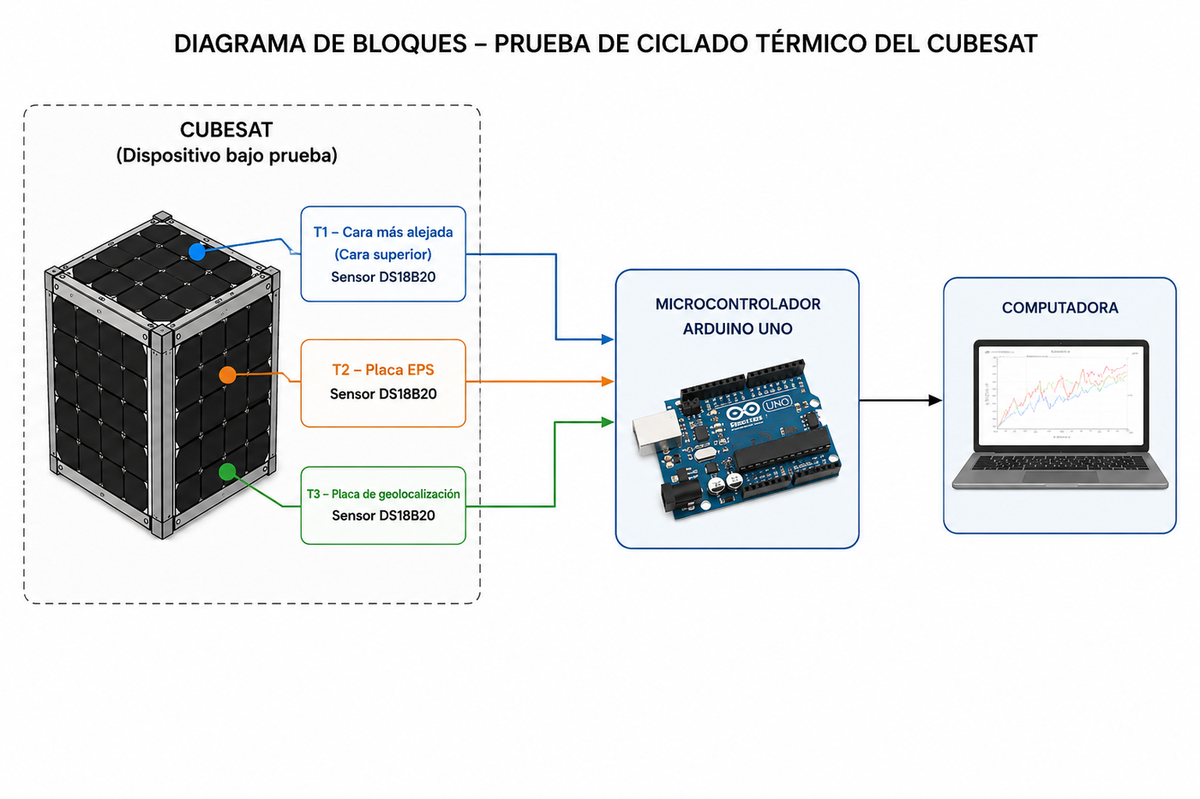 DIAGRAMA DE BLOQUES – PRUEBA DE CICLADO TÉRMICO DEL CUBESAT
CUBESAT
(Dispositivo bajo prueba)
T1 – Cara más alejada
(Cara superior)
Sensor DS18B20
T2 – Placa EPS
Sensor DS18B20
T3 – Placa de geolocalización
Sensor DS18B20
MICROCONTROLADOR
ARDUINO UNO
UNO
COMPUTADORA